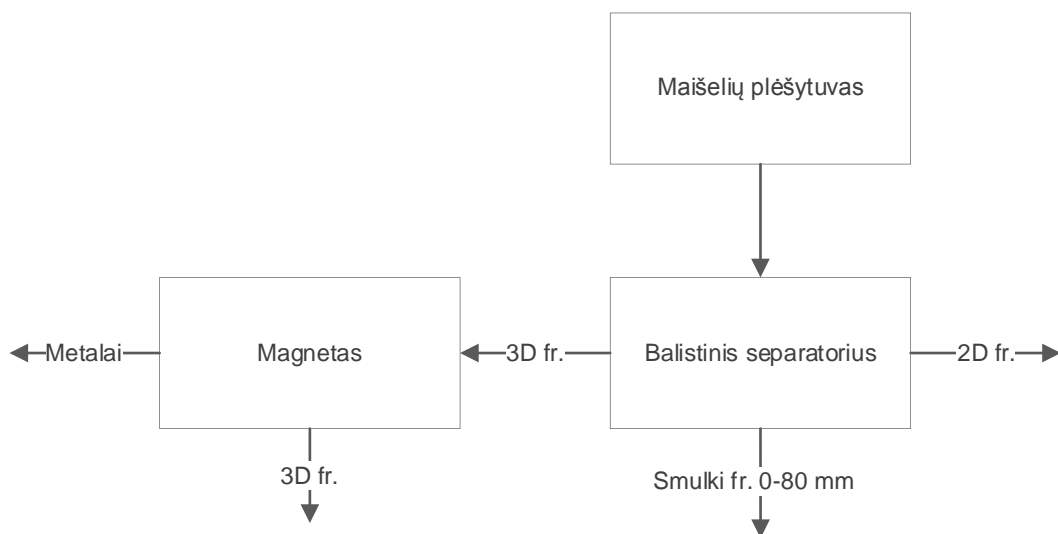 Maišelių plėšytuvas
Metalai
Magnetas
3D fr.
Balistinis separatorius
2D fr.
3D fr.
Smulki fr. 0-80 mm